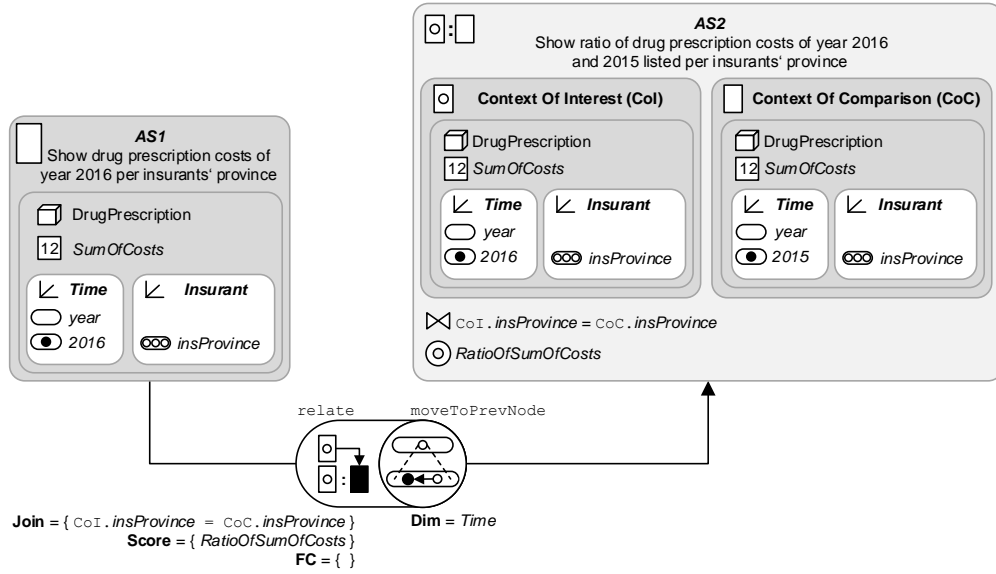 AS2
Show ratio of drug prescription costs of year 2016
and 2015 listed per insurants‘ province
:
Context Of Interest (CoI)
DrugPrescription
12 SumOfCosts
Time
year
2016
Insurant
insProvince
Context Of Comparison (CoC)
DrugPrescription
12 SumOfCosts
Time
year
2015
Insurant
insProvince
CoI.insProvince = CoC.insProvince
RatioOfSumOfCosts
AS1
Show drug prescription costs of
year 2016 per insurants‘ province
DrugPrescription
12 SumOfCosts
Time
year
2016
Insurant
insProvince
relate
moveToPrevNode
:
Join = { CoI.insProvince = CoC.insProvince }
Score = { RatioOfSumOfCosts }
FC = { }
Dim = Time